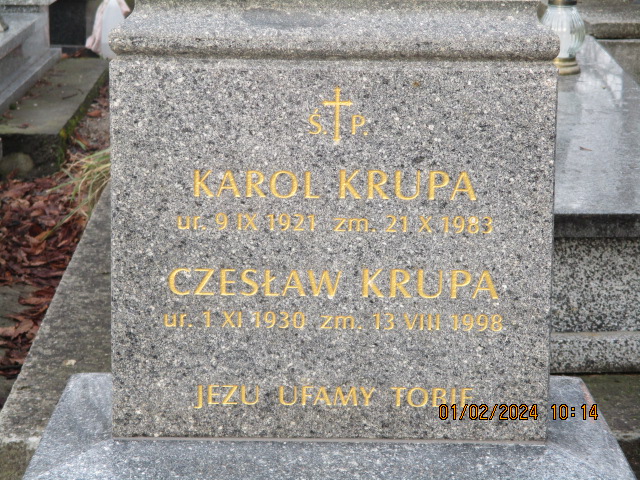 Ś.P.
KAROL KRUPA
ur. 9 IX 1921 zm. 21 X 1983
CZESŁAW KRUPA
ur. 1 XI 1930 zm. 13 VIII 1998
JEZU UFAMY TOBIE
01/02/2024 10:14